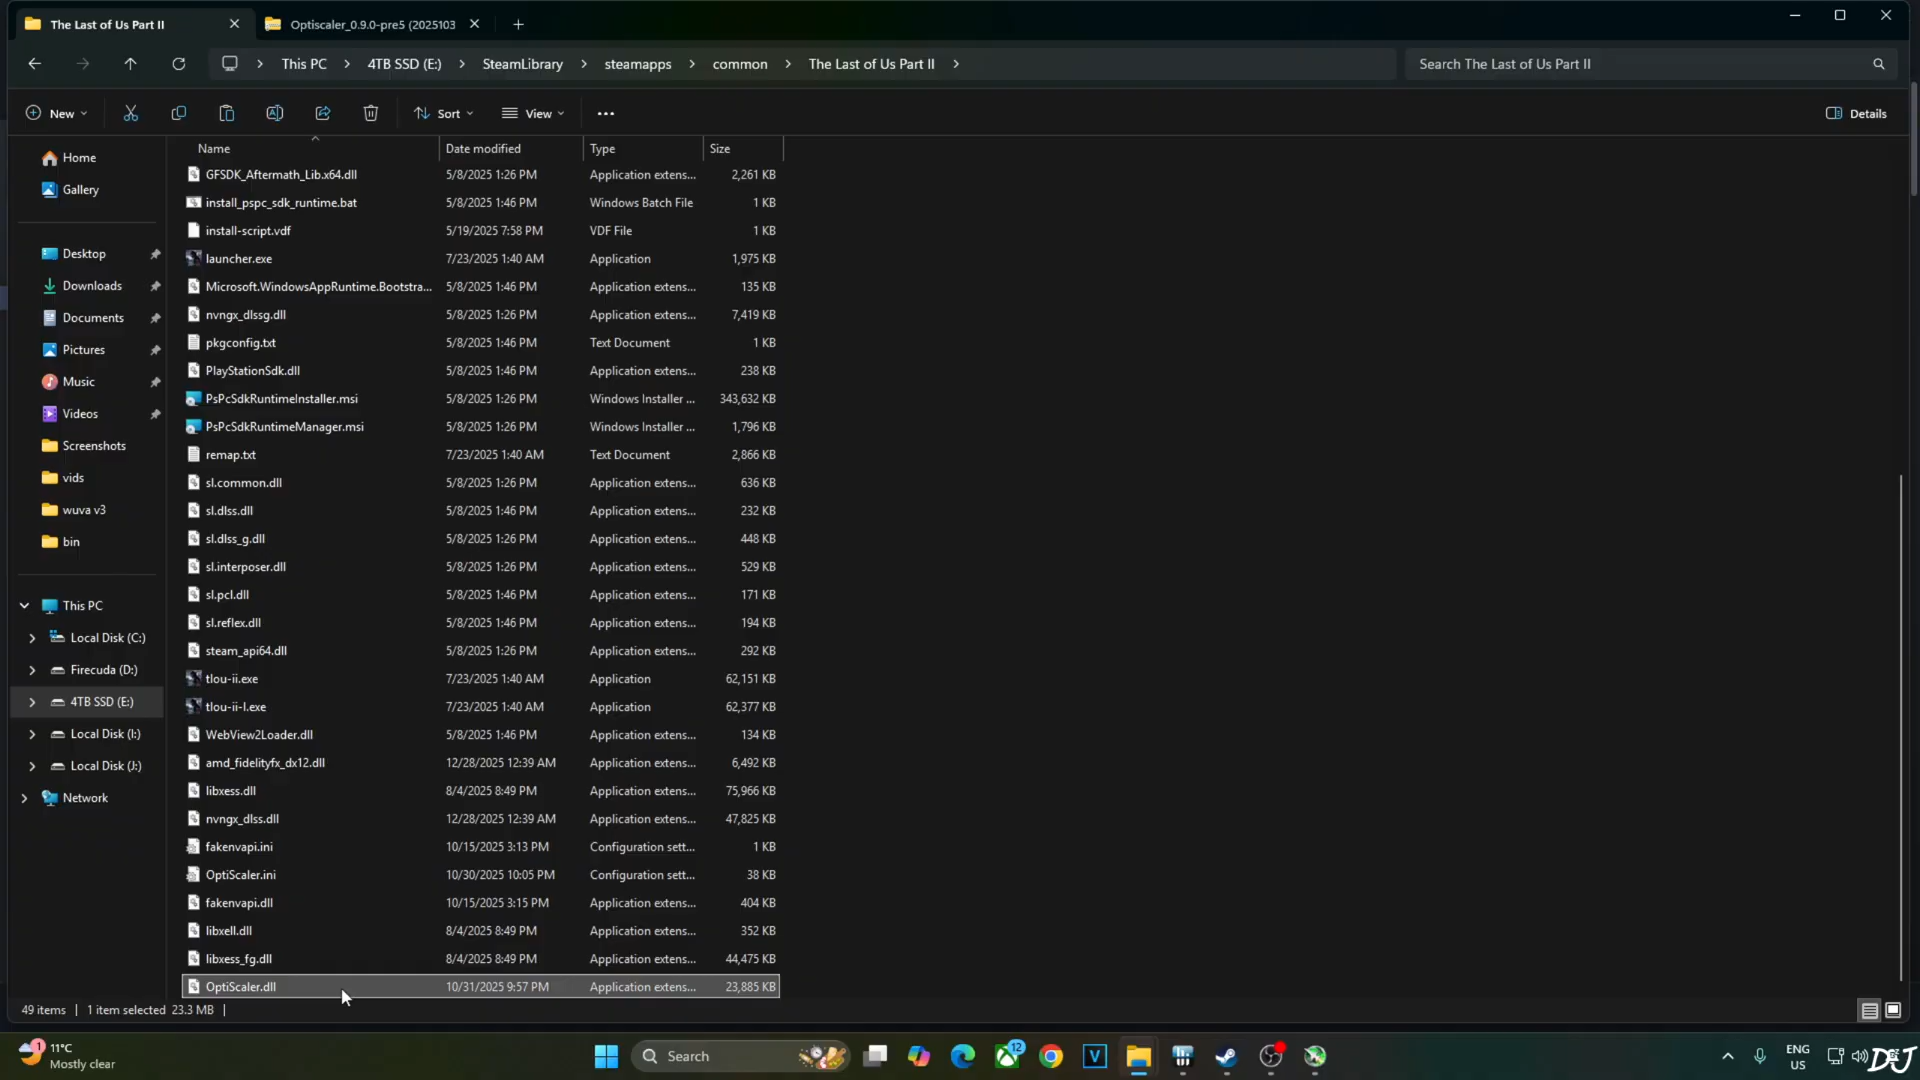 The Last of Us Part II
Optiscaler_0.9.0-pre5 (2025103
This PC > 4TB SSD (E:) > SteamLibrary > steamapps > common > The Last of Us Part II >
Search The Last of Us Part II
New
Sort
View
Details
Name Date modified Type Size
GFSDK_Aftermath_Lib.x64.dll 5/8/2025 1:26 PM Application extens... 2,261 KB
install_pspc_sdk_runtime.bat 5/8/2025 1:46 PM Windows Batch File 1 KB
install-script.vdf 5/19/2025 7:58 PM VDF File 1 KB
launcher.exe 7/23/2025 1:40 AM Application 1,975 KB
Microsoft.WindowsAppRuntime.Bootstra... 5/8/2025 1:46 PM Application extens... 135 KB
nvngx_dlssg.dll 5/8/2025 1:26 PM Application extens... 7,419 KB
pkgconfig.txt 5/8/2025 1:46 PM Text Document 1 KB
PlayStationSdk.dll 5/8/2025 1:46 PM Application extens... 238 KB
PsPcSdkRuntimeInstaller.msi 5/8/2025 1:26 PM Windows Installer ... 343,632 KB
PsPcSdkRuntimeManager.msi 5/8/2025 1:26 PM Windows Installer ... 1,796 KB
remap.txt 7/23/2025 1:40 AM Text Document 2,866 KB
sl.common.dll 5/8/2025 1:26 PM Application extens... 636 KB
sl.dlss.dll 5/8/2025 1:46 PM Application extens... 232 KB
sl.dlss_g.dll 5/8/2025 1:26 PM Application extens... 448 KB
sl.interposer.dll 5/8/2025 1:26 PM Application extens... 529 KB
sl.pcl.dll 5/8/2025 1:46 PM Application extens... 171 KB
sl.reflex.dll 5/8/2025 1:46 PM Application extens... 194 KB
steam_api64.dll 5/8/2025 1:26 PM Application extens... 292 KB
tlou-ii.exe 7/23/2025 1:40 AM Application 62,151 KB
tlou-ii-l.exe 7/23/2025 1:40 AM Application 62,377 KB
WebView2Loader.dll 5/8/2025 1:46 PM Application extens... 134 KB
amd_fidelityfx_dx12.dll 12/28/2025 12:39 AM Application extens... 6,492 KB
libxess.dll 8/4/2025 8:49 PM Application extens... 75,966 KB
nvngx_dlss.dll 12/28/2025 12:39 AM Application extens... 47,825 KB
fakenvapi.ini 10/15/2025 3:13 PM Configuration sett... 1 KB
OptiScaler.ini 10/30/2025 10:05 PM Configuration sett... 38 KB
fakenvapi.dll 10/15/2025 3:15 PM Application extens... 404 KB
libxell.dll 8/4/2025 8:49 PM Application extens... 352 KB
libxess_fg.dll 8/4/2025 8:49 PM Application extens... 44,475 KB
OptiScaler.dll 10/31/2025 9:57 PM Application extens... 23,885 KB
Home
Gallery
Desktop
Downloads
Documents
Pictures
Music
Videos
Screenshots
vids
wuva v3
bin
This PC
Local Disk (C:)
Firecuda (D:)
4TB SSD (E:)
Local Disk (I:)
Local Disk (J:)
Network
49 items | 1 item selected 23.3 MB |
1
11°C
Mostly clear
Search
12
V
ENG
US
DJ